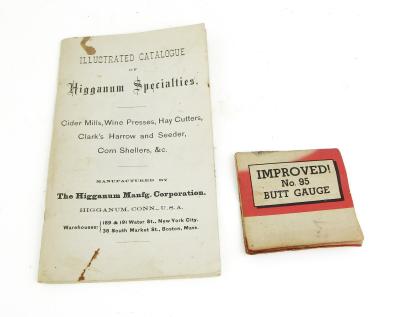 ILLUSTRATED CATALOGUE
OF
Higganum Specialties.
Cider Mills, Wine Presses, Hay Cutters,
Clark's Harrow and Seeder,
Corn Shellers, &c.
MANUFACTURED BY
The Higganum Manfg. Corporation.
HIGGANUM, CONN., U.S.A.
Warehouses: 189 & 191 Water St., New York City.
38 South Market St., Boston, Mass.
IMPROVED!
No. 95
BUTT GAUGE